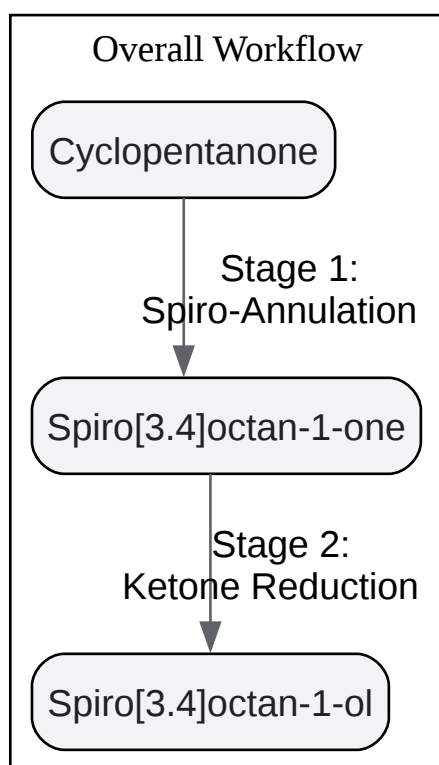 Overall Workflow
Cyclopentanone
Stage 1:
Spiro-Annulation
Spiro[3.4]octan-1-one
Stage 2:
Ketone Reduction
Spiro[3.4]octan-1-ol